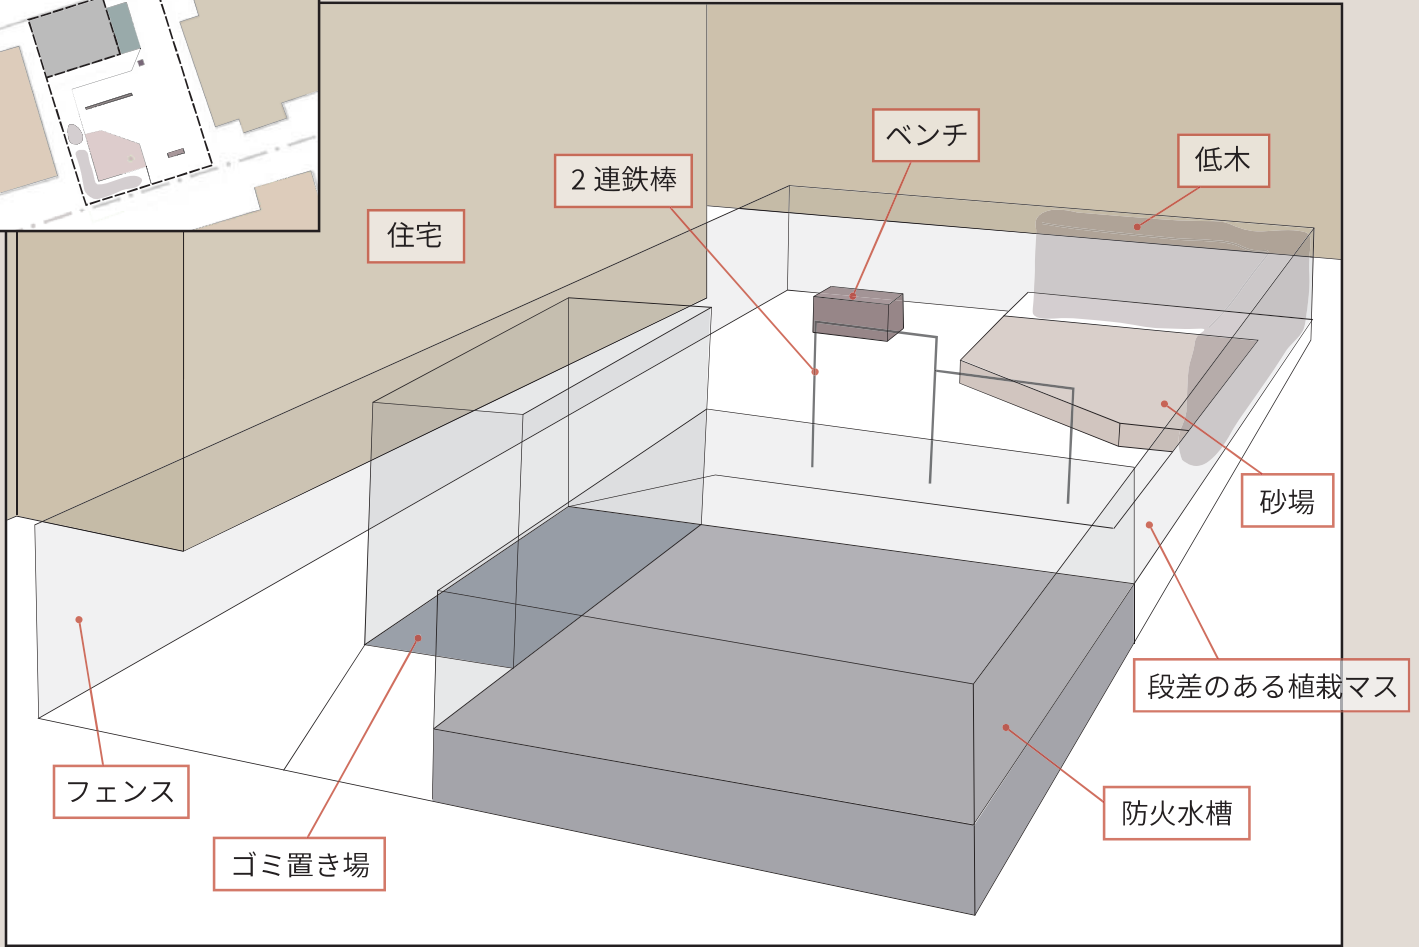 ベンチ
低木
２連鉄棒
住宅
砂場
段差のある植栽マス
フェンス
防火水槽
ゴミ置き場